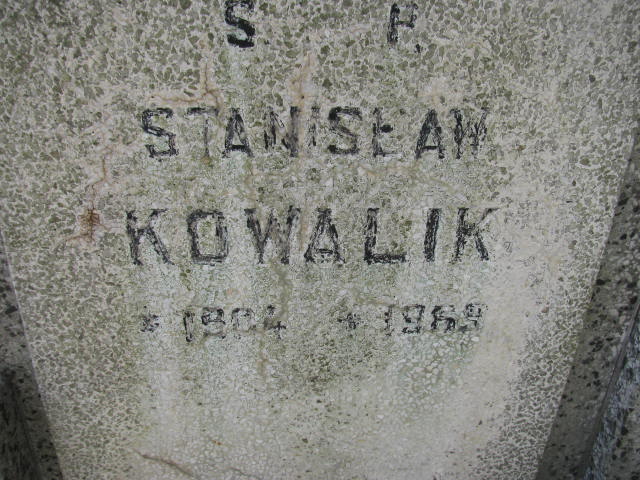 Ś. P.
STANISŁAW
KOWALIK
* 1904 + 1969